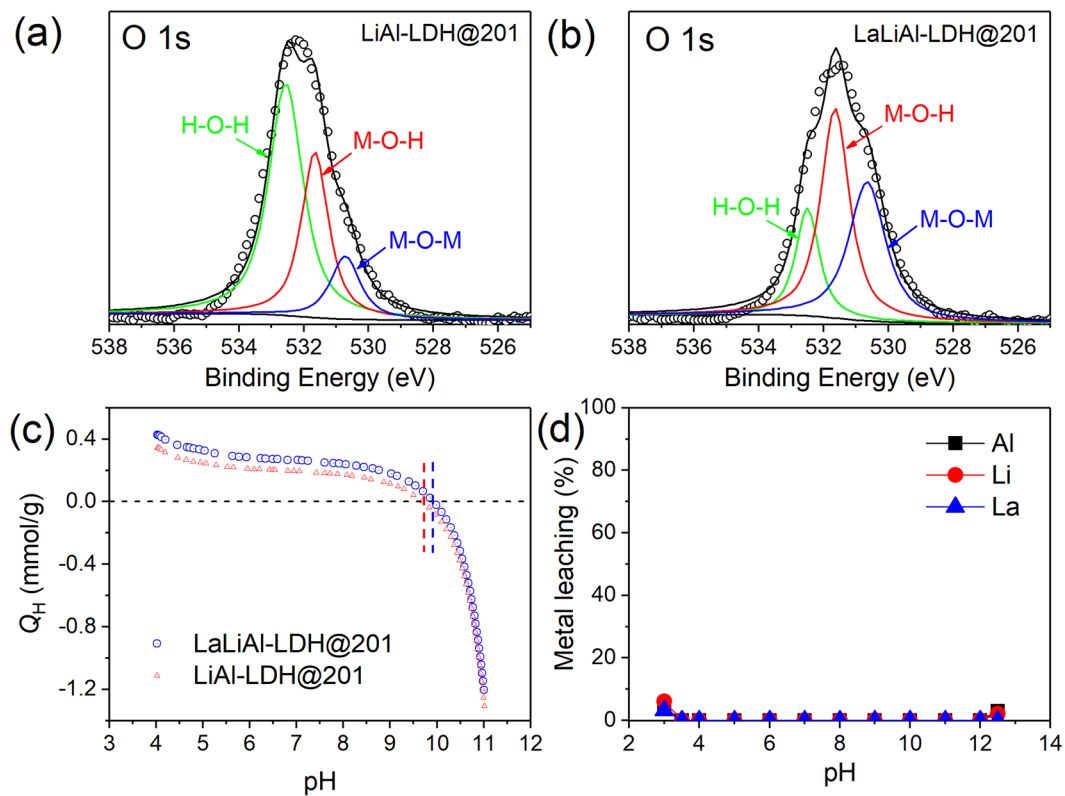 (a)
O 1s
LiAl-LDH@201
H-O-H
M-O-H
M-O-M
538 536 534 532 530 528 526
Binding Energy (eV)
(b)
O 1s
LaLiAl-LDH@201
M-O-H
H-O-H
M-O-M
538 536 534 532 530 528 526
Binding Energy (eV)
(c)
0.4
0.0
-0.4
-0.8
-1.2
Q_H (mmol/g)
LaLiAl-LDH@201
LiAl-LDH@201
3 4 5 6 7 8 9 10 11 12
pH
(d)
100
80
60
40
20
0
Metal leaching (%)
Al
Li
La
2 4 6 8 10 12 14
pH